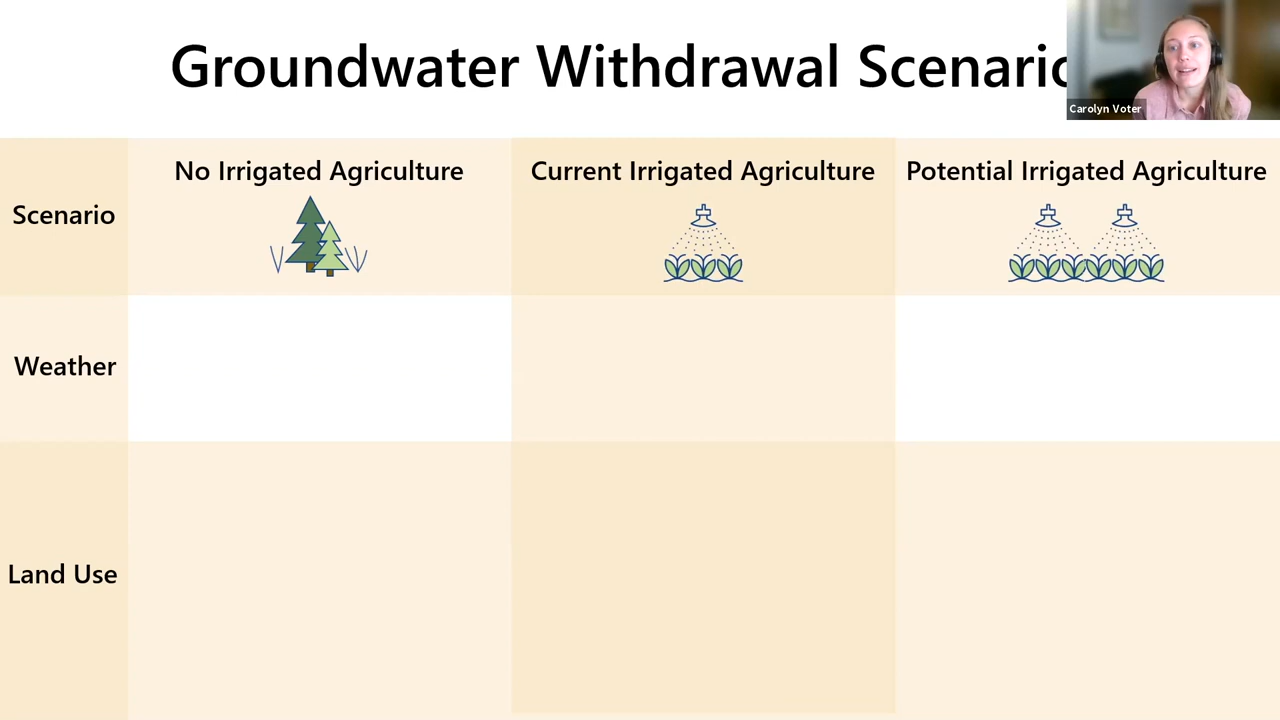 Groundwater Withdrawal Scenario
Carolyn Voter
No Irrigated Agriculture
Current Irrigated Agriculture
Potential Irrigated Agriculture
Scenario
Weather
Land Use